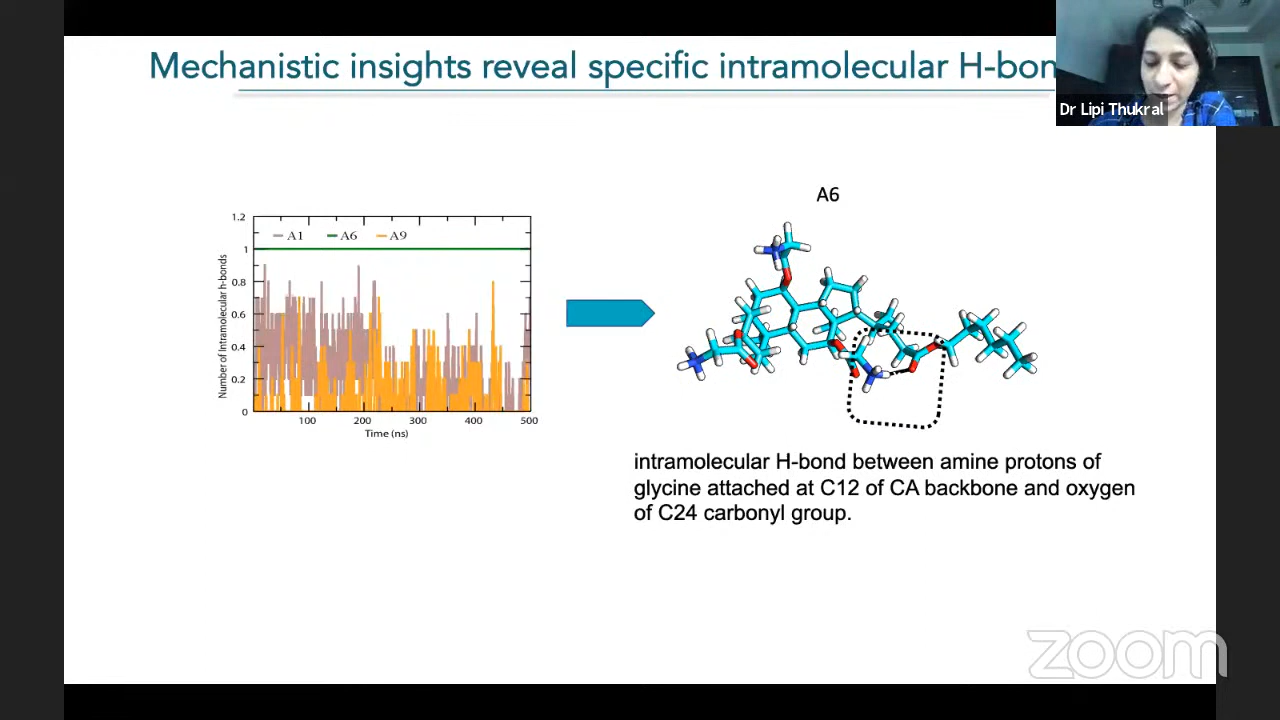 Mechanistic insights reveal specific intramolecular H-bon
Dr Lipi Thukral
A6
1.2
1
0.8
0.6
0.4
0.2
0
A1 A6 A9
Number of Intramolecular h-bonds
100 200 300 400 500
Time (ns)
intramolecular H-bond between amine protons of
glycine attached at C12 of CA backbone and oxygen
of C24 carbonyl group.
zoom